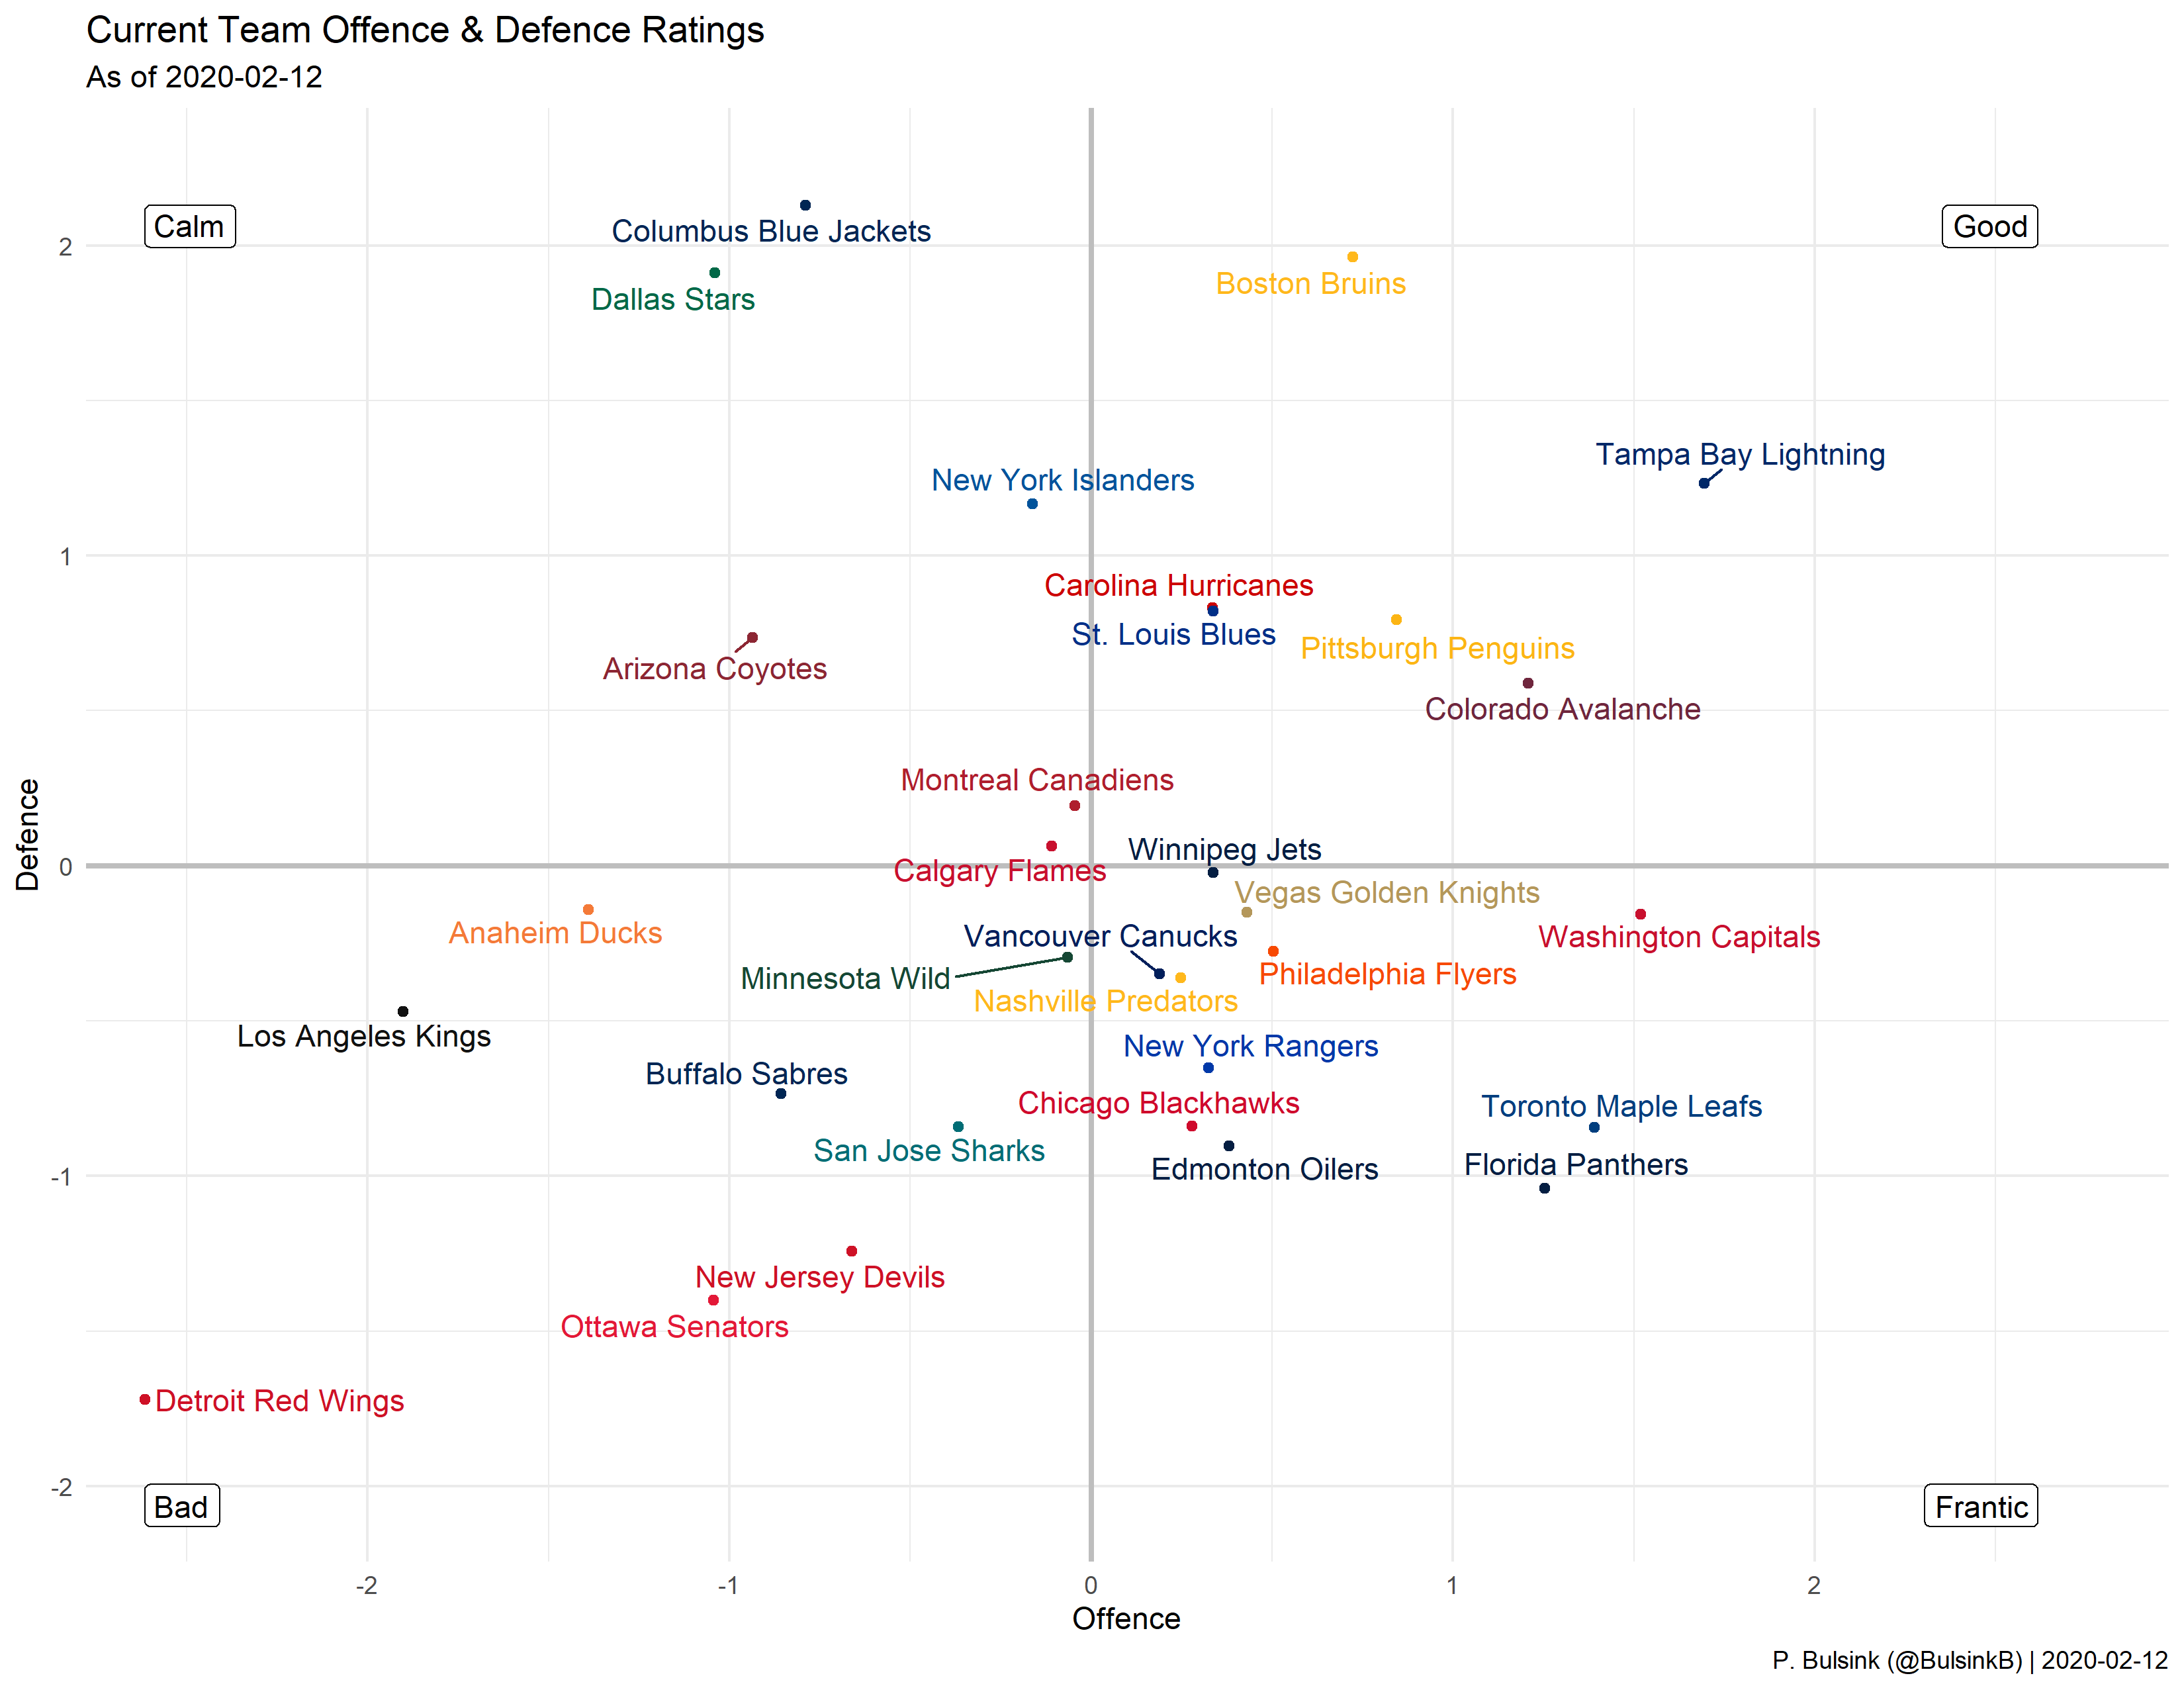 Current Team Offence & Defence Ratings
As of 2020-02-12
Calm
Good
Columbus Blue Jackets
Dallas Stars
Boston Bruins
Tampa Bay Lightning
New York Islanders
Carolina Hurricanes
St. Louis Blues
Pittsburgh Penguins
Arizona Coyotes
Colorado Avalanche
Montreal Canadiens
Winnipeg Jets
Calgary Flames
Vegas Golden Knights
Anaheim Ducks
Vancouver Canucks
Washington Capitals
Minnesota Wild
Philadelphia Flyers
Nashville Predators
Los Angeles Kings
New York Rangers
Buffalo Sabres
Chicago Blackhawks
Toronto Maple Leafs
San Jose Sharks
Edmonton Oilers
Florida Panthers
New Jersey Devils
Ottawa Senators
Detroit Red Wings
Bad
Frantic
2
1
0
-1
-2
Defence
-2
-1
0
1
2
Offence
P. Bulsink (@BulsinkB) | 2020-02-12